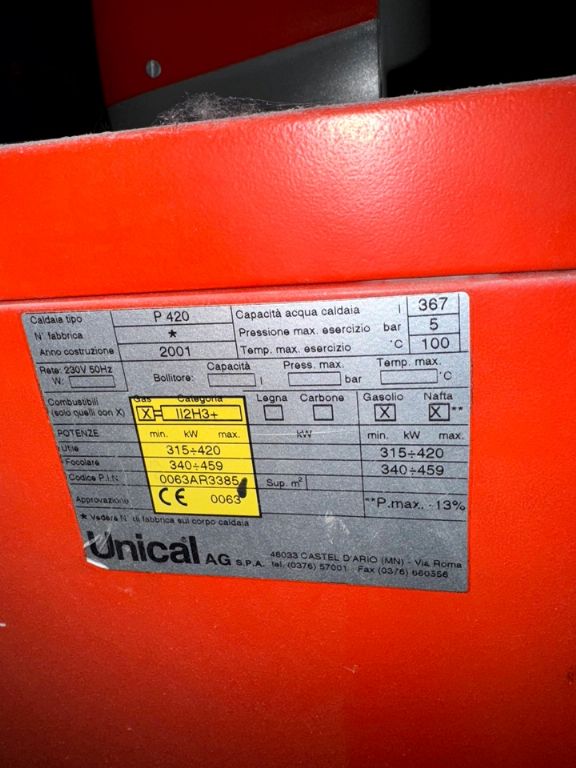 Caldaia tipo P 420 Capacità acqua caldaia l 367
N° fabbrica * Pressione max. esercizio bar 5
Anno costruzione 2001 Temp. max. esercizio °C 100
Rete: 230V 50Hz W: Bollitore: Capacità l Press. max. bar Temp. max. °C
Combustibili (solo quelli con X) Gas X= Categoria II2H3+ Legna Carbone Gasolio X Nafta X**
POTENZE min. kW max. kW min. kW max.
Utile 315÷420 315÷420
Focolare 340÷459 340÷459
Codice P.I.N. 0063AR3385 Sup. m²
Approvazione CE 0063 **P.max. -13%
* Vedere N° di fabbrica sul corpo caldaia
Unical AG S.P.A. 46033 CASTEL D'ARIO (MN) - Via Roma
tel. (0376) 57001 Fax (0376) 660556